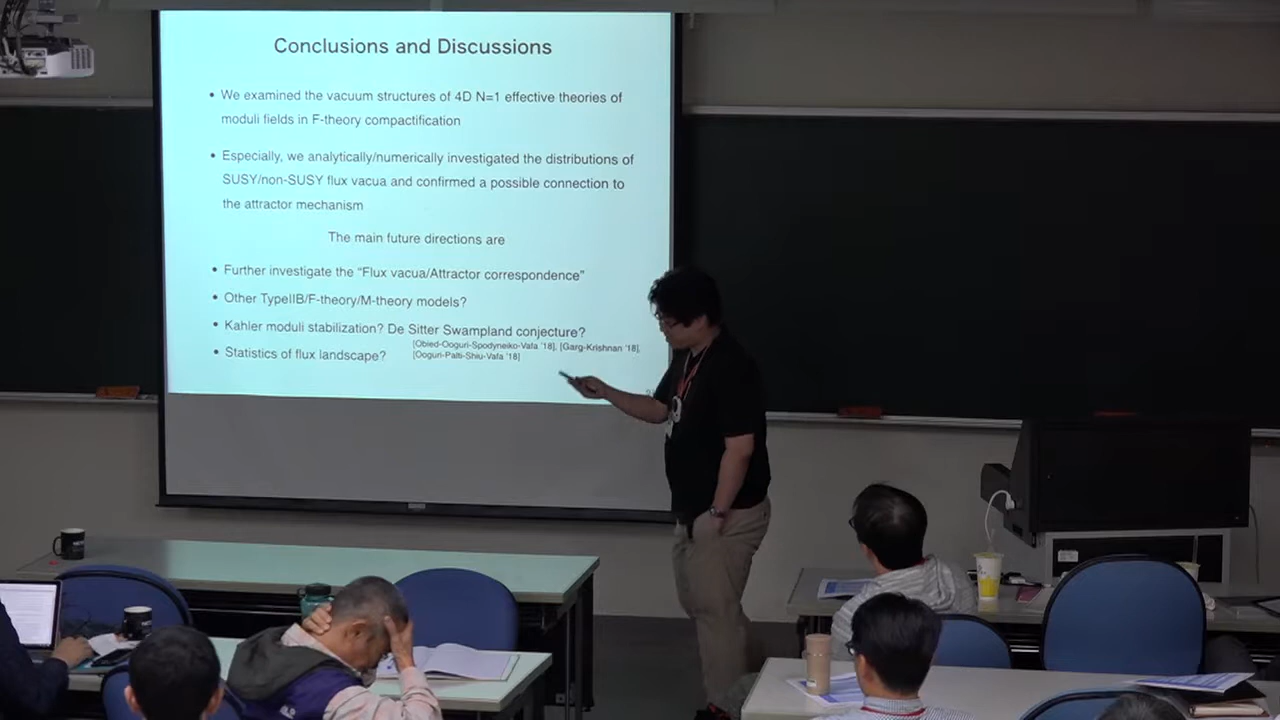 Conclusions and Discussions
• We examined the vacuum structures of 4D N=1 effective theories of
moduli fields in F-theory compactification
• Especially, we analytically/numerically investigated the distributions of
SUSY/non-SUSY flux vacua and confirmed a possible connection to
the attractor mechanism
The main future directions are
• Further investigate the "Flux vacua/Attractor correspondence"
• Other TypeIIB/F-theory/M-theory models?
• Kahler moduli stabilization? De Sitter Swampland conjecture?
[Obied-Ooguri-Spodyneiko-Vafa '18], [Garg-Krishnan '18],
[Ooguri-Palti-Shiu-Vafa '18]
• Statistics of flux landscape?